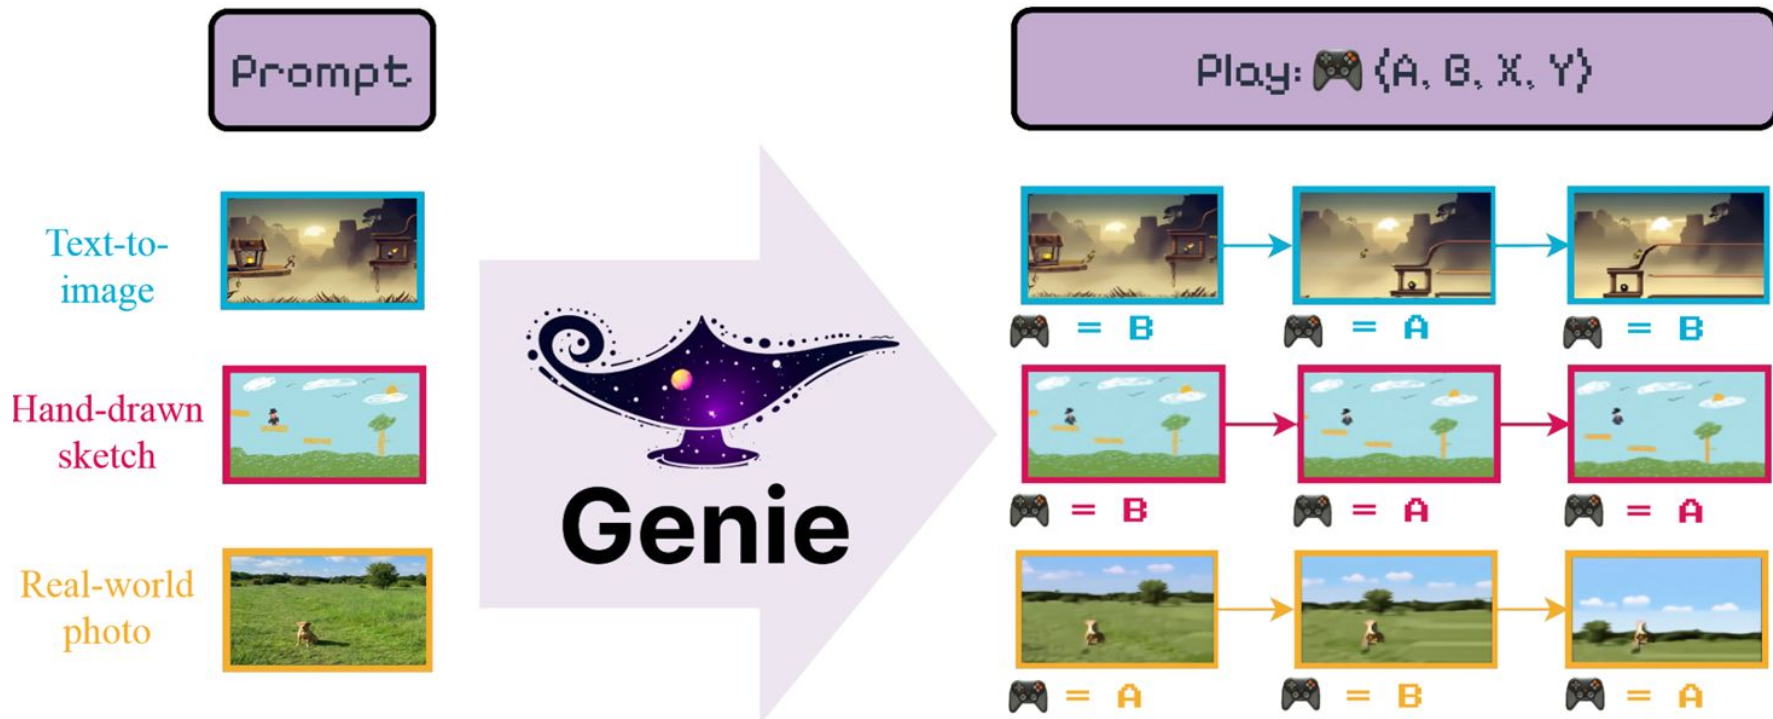 Prompt
Play: {A, B, X, Y}
Text-to-
image
= B
= A
= B
Hand-drawn
sketch
= B
= A
= A
Genie
Real-world
photo
= A
= B
= A